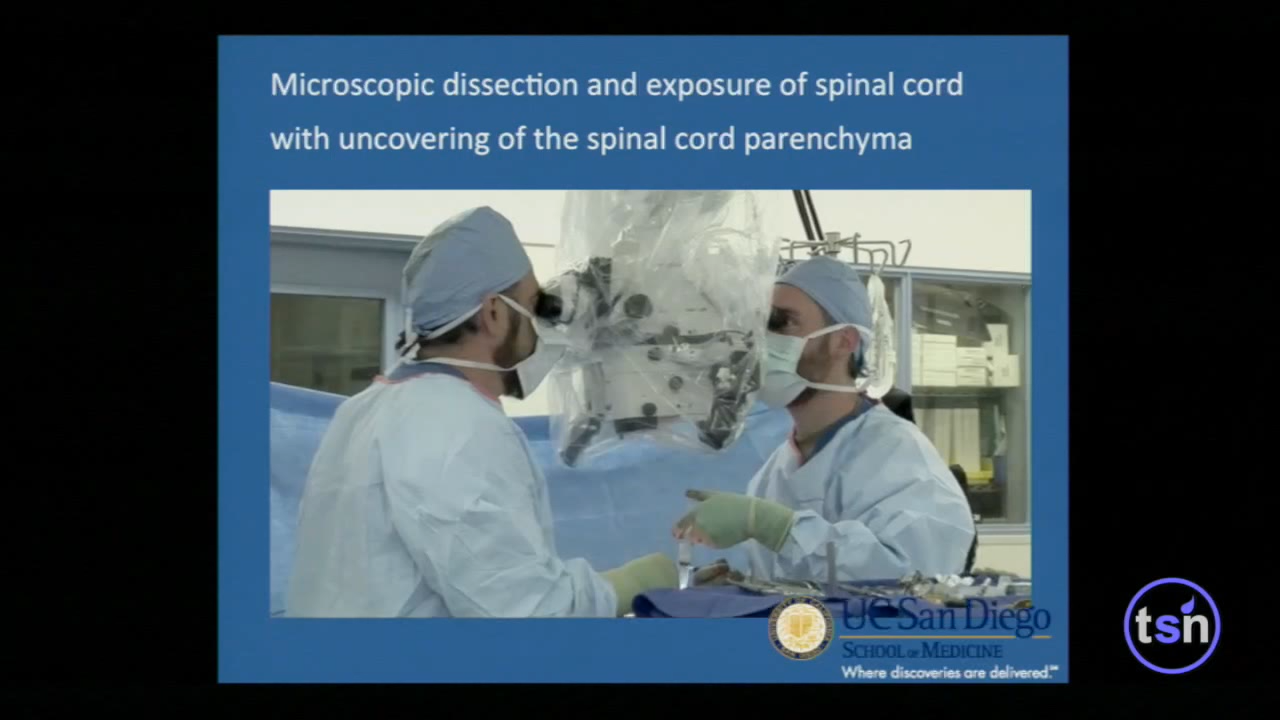 Microscopic dissection and exposure of spinal cord
with uncovering of the spinal cord parenchyma
UC San Diego
SCHOOL OF MEDICINE
Where discoveries are delivered.℠
tsn